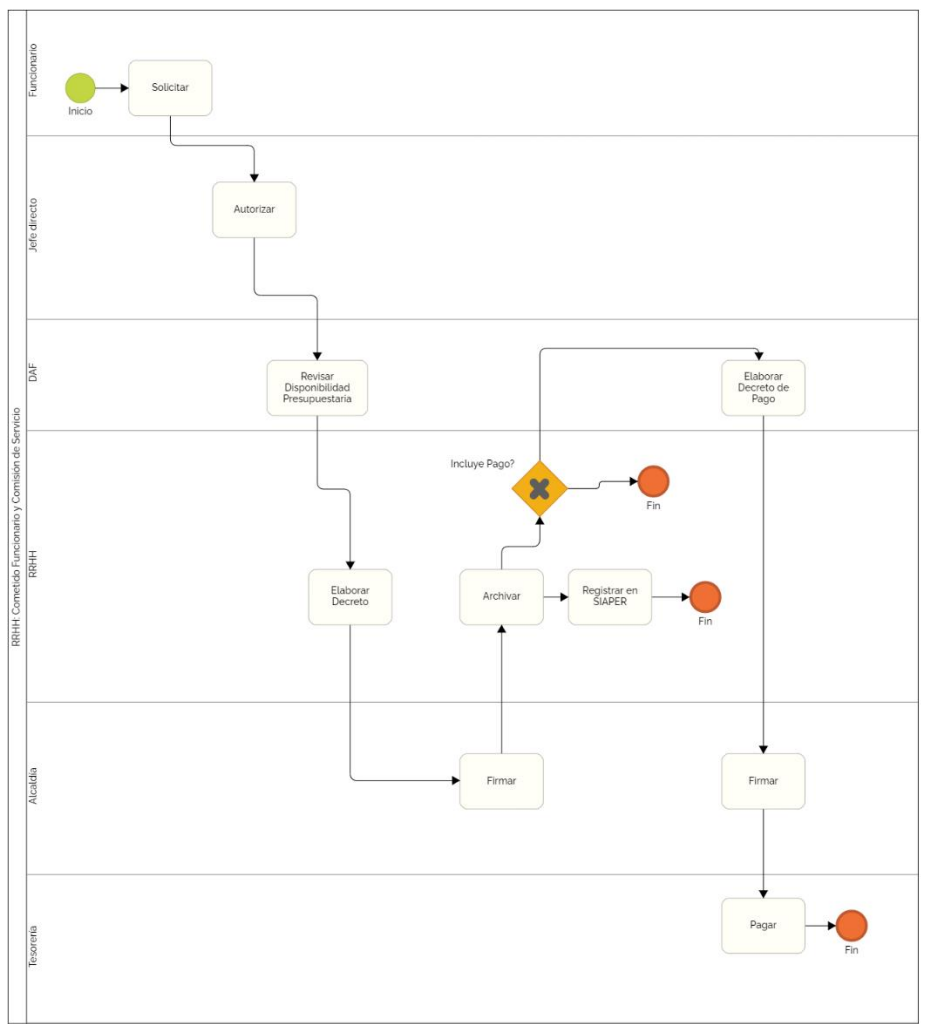 RRHH: Cometido Funcionario y Comisión de Servicio
Funcionario
Inicio
Solicitar
Jefe directo
Autorizar
DAF
Revisar
Disponibilidad
Presupuestaria
Elaborar
Decreto de
Pago
RRHH
Incluye Pago?
Fin
Elaborar
Decreto
Archivar
Registrar en
SIAPER
Fin
Alcaldía
Firmar
Firmar
Tesorería
Pagar
Fin